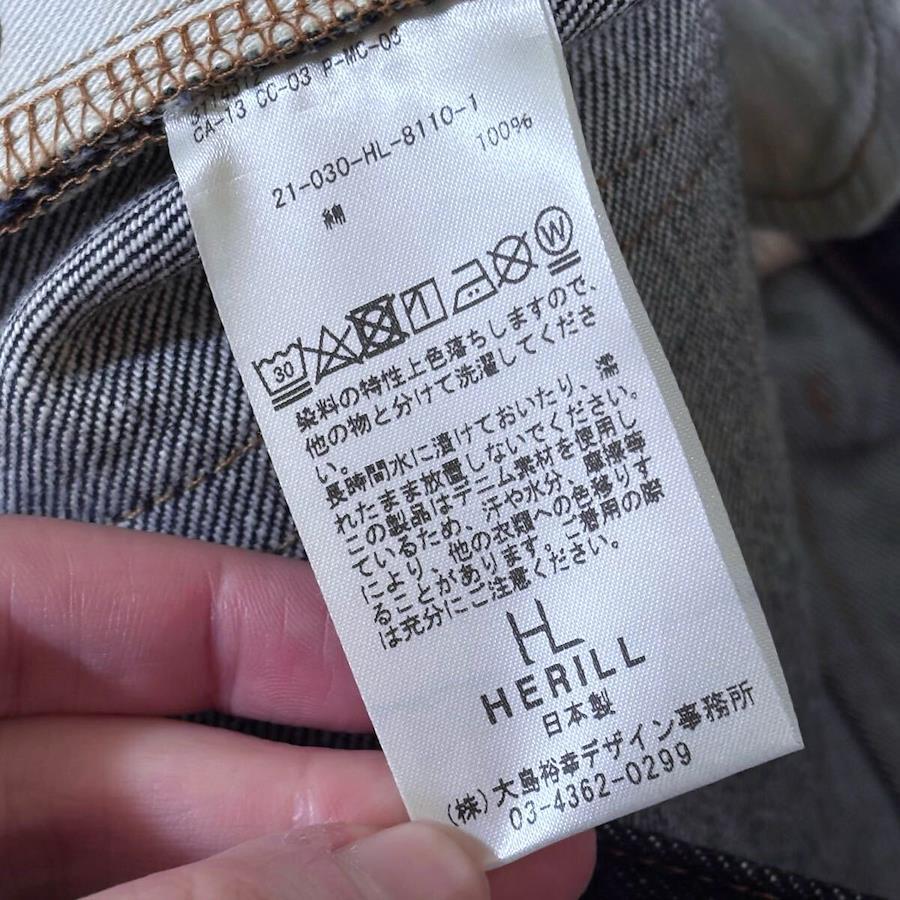 CA-13 CC-03 P-MC-03
21-030-HL-8110-1
綿 100%
30 W
染料の特性上色落ちしますので、
他の物と分けて洗濯してくださ
い。
長時間水に漬けておいたり、濡
れたまま放置しないでください。
この製品はデニム素材を使用し
ているため、汗や水分、摩擦等
により、他の衣類への色移りす
ることがあります。ご着用の際
は充分にご注意ください。
HL
HERILL
日本製
(株)大島裕幸デザイン事務所
03-4362-0299